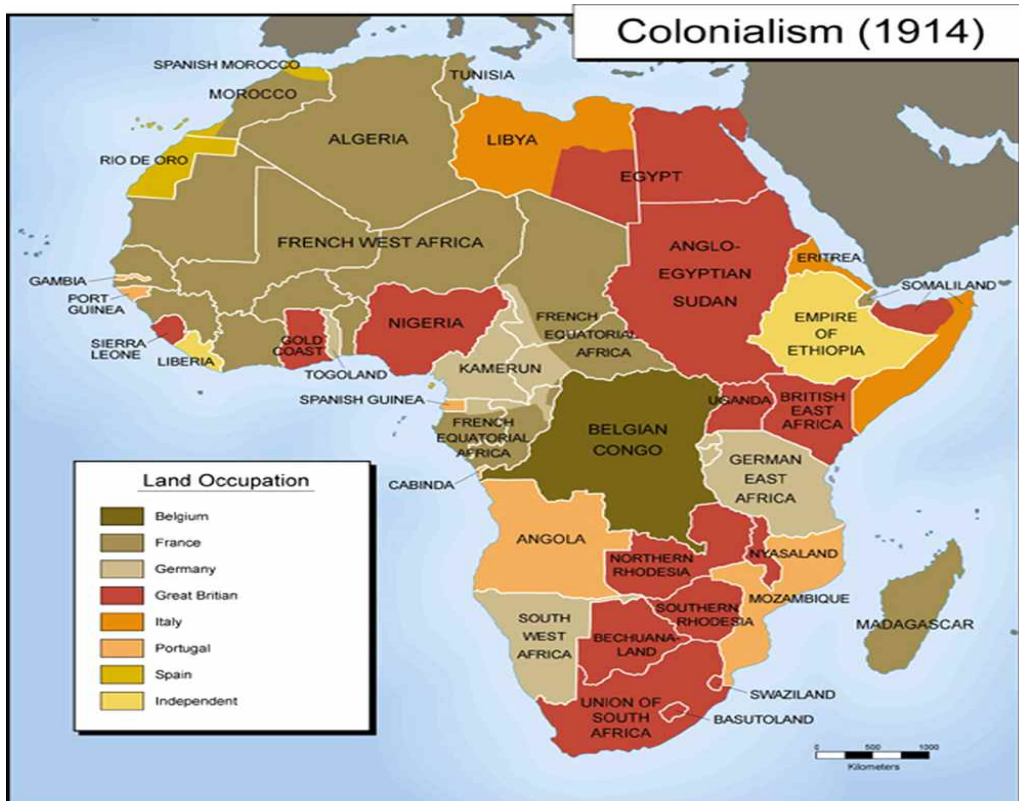 Colonialism (1914)
SPANISH MOROCCO
MOROCCO
TUNISIA
ALGERIA
LIBYA
EGYPT
RIO DE ORO
FRENCH WEST AFRICA
ANGLO-
EGYPTIAN
SUDAN
ERITREA
SOMALILAND
GAMBIA
PORT
GUINEA
SIERRA
LEONE
LIBERIA
GOLD
COAST
TOGOLAND
NIGERIA
KAMERUN
FRENCH
EQUATORIAL
AFRICA
EMPIRE OF
ETHIOPIA
SPANISH GUINEA
FRENCH
EQUATORIAL
AFRICA
CABINDA
BELGIAN
CONGO
UGANDA
BRITISH
EAST
AFRICA
GERMAN
EAST
AFRICA
ANGOLA
NORTHERN
RHODESIA
NYASALAND
MOZAMBIQUE
SOUTHERN
RHODESIA
SOUTH
WEST
AFRICA
BECHUANA-
LAND
MADAGASCAR
UNION OF
SOUTH
AFRICA
SWAZILAND
BASUTOLAND
Land Occupation
Belgium
France
Germany
Great Britian
Italy
Portugal
Spain
Independent
0 500 1000
Kilometers